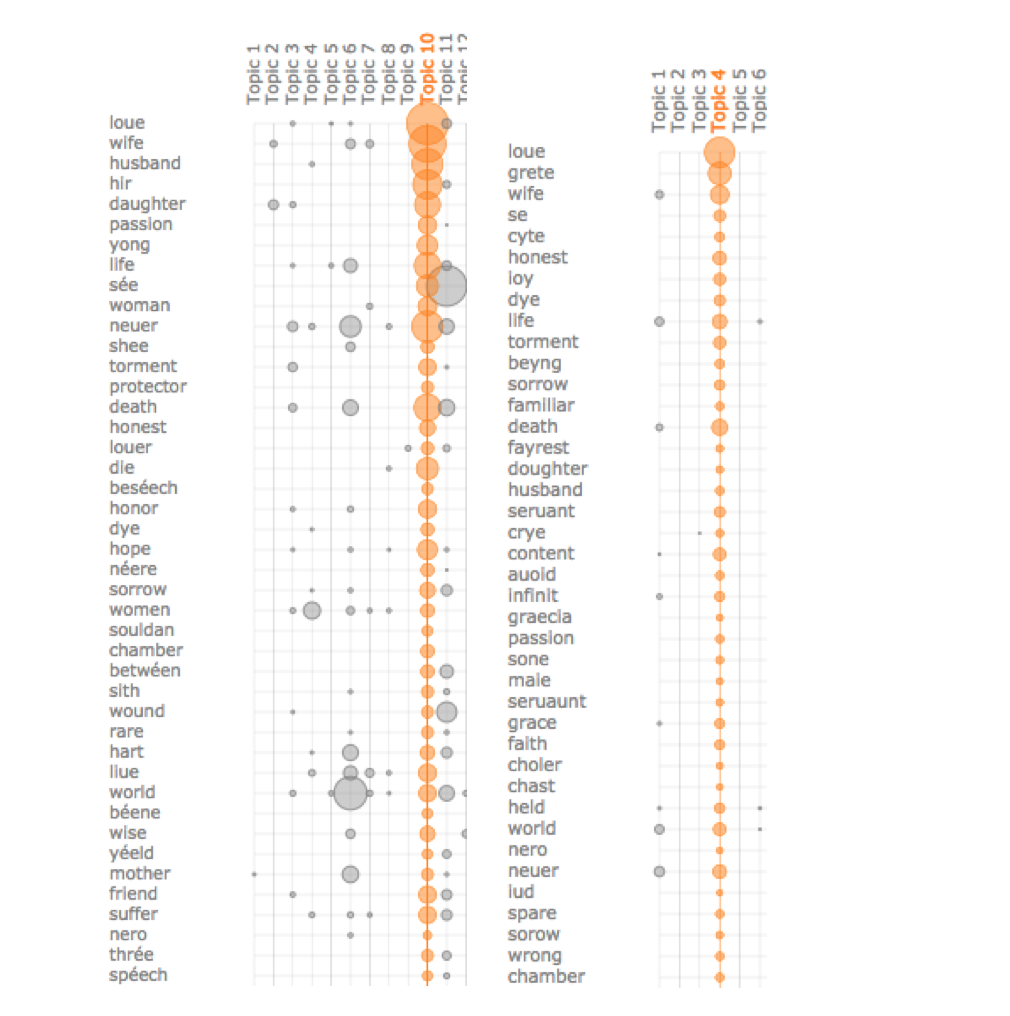 Topic 1
Topic 2
Topic 3
Topic 4
Topic 5
Topic 6
Topic 7
Topic 8
Topic 9
Topic 10
Topic 11
Topic 12
loue
wife
husband
hir
daughter
passion
yong
life
sée
woman
neuer
shee
torment
protector
death
honest
louer
die
beséech
honor
dye
hope
néere
sorrow
women
souldan
chamber
betwéen
sith
wound
rare
hart
liue
world
béene
wise
yéeld
mother
friend
suffer
nero
thrée
spéech
Topic 1
Topic 2
Topic 3
Topic 4
Topic 5
Topic 6
loue
grete
wife
se
cyte
honest
ioy
dye
life
torment
beyng
sorrow
familiar
death
fayrest
doughter
husband
seruant
crye
content
auoid
infinit
graecia
passion
sone
male
seruaunt
grace
faith
choler
chast
held
world
nero
neuer
iud
spare
sorow
wrong
chamber